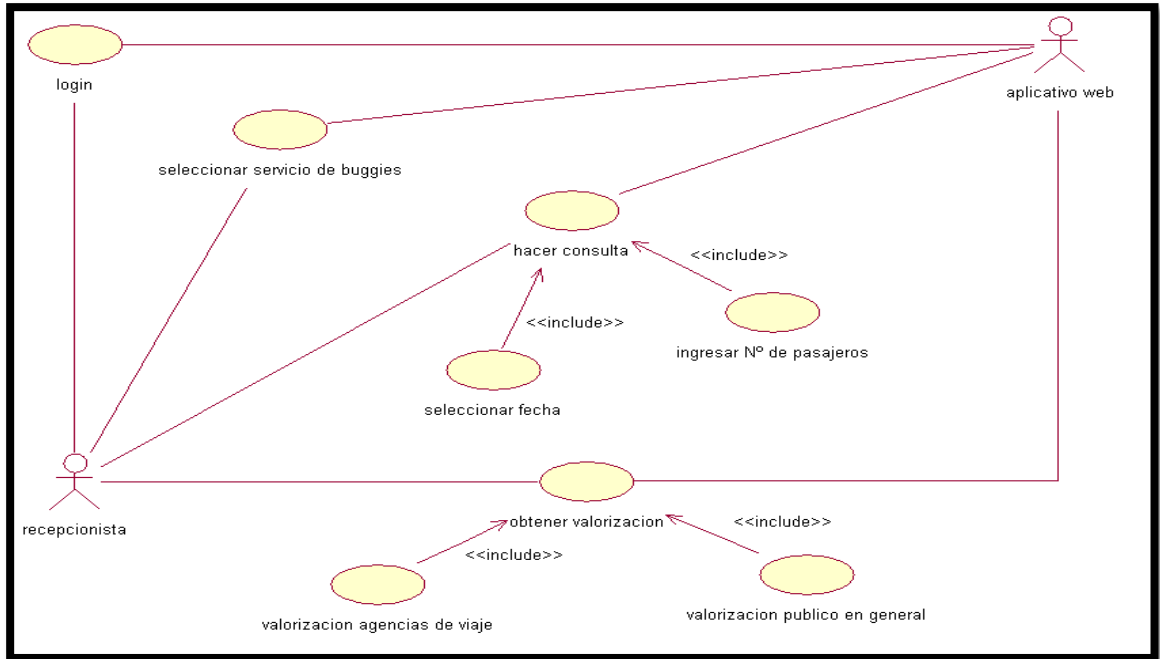 login
aplicativo web
seleccionar servicio de buggies
hacer consulta
<<include>>
<<include>>
ingresar Nº de pasajeros
seleccionar fecha
recepcionista
obtener valorizacion
<<include>>
<<include>>
valorizacion agencias de viaje
valorizacion publico en general